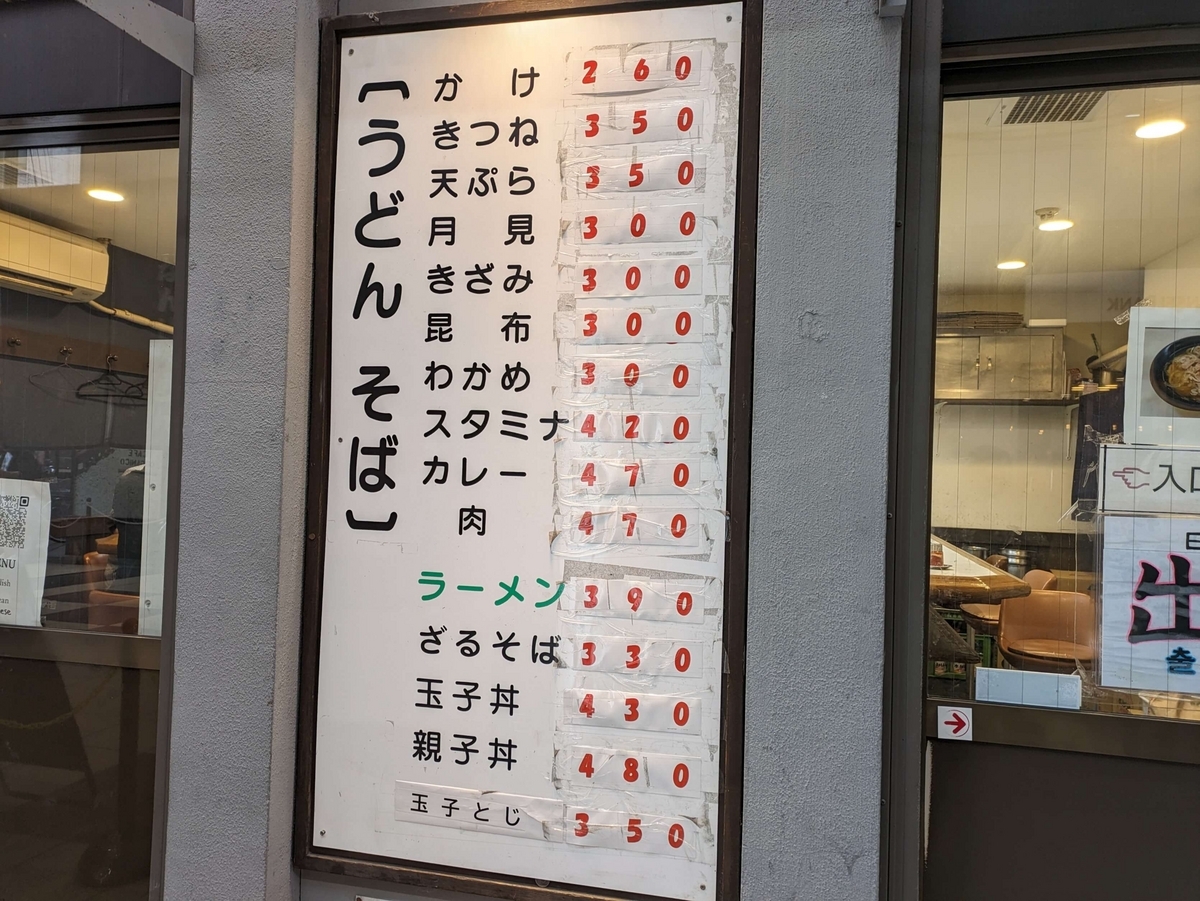 【うどん そば】
かけ 260
きつね 350
天ぷら 350
月見 300
きざみ 300
昆布 300
わかめ 300
スタミナ 420
カレー 470
肉 470
ラーメン 390
ざるそば 330
玉子丼 430
親子丼 480
玉子とじ 350
入口
出
출